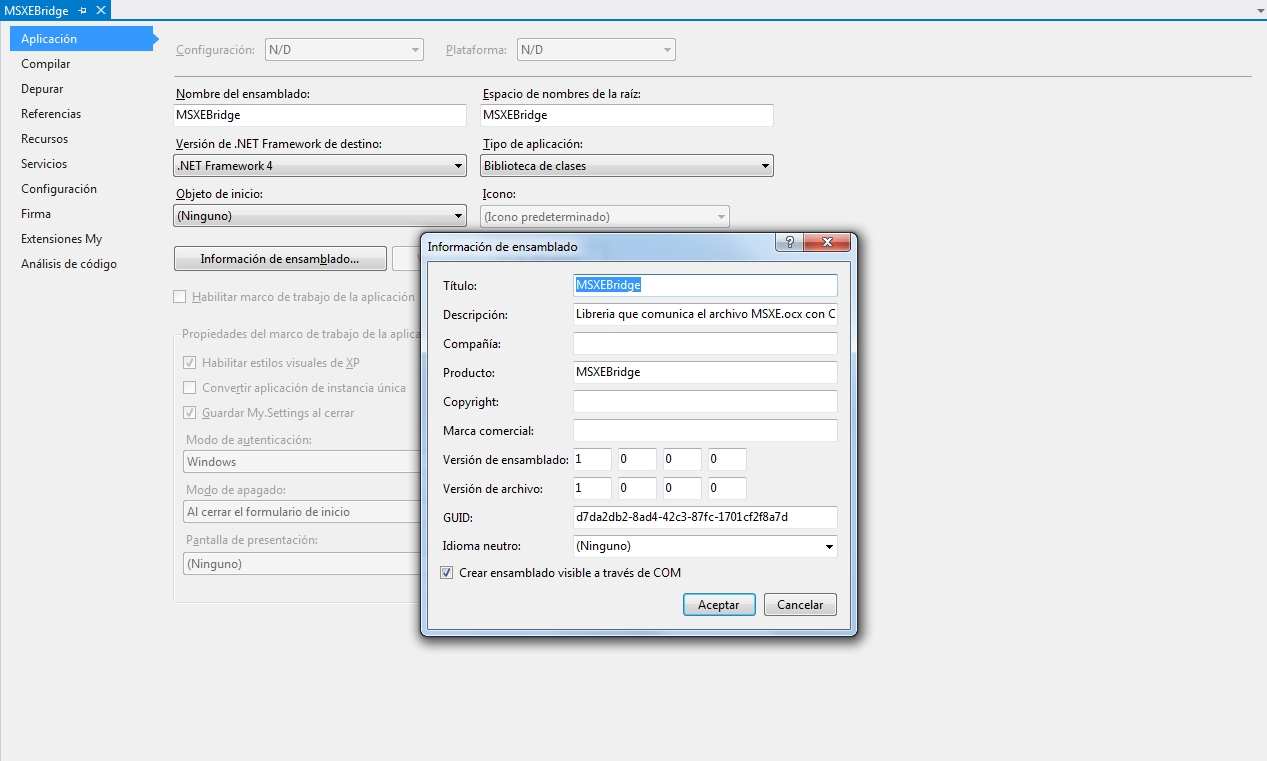 MSXEBridge
Aplicación
Compilar
Depurar
Referencias
Recursos
Servicios
Configuración
Firma
Extensiones My
Análisis de código
Configuración: N/D Plataforma: N/D
Nombre del ensamblado: Espacio de nombres de la raíz:
MSXEBridge MSXEBridge
Versión de .NET Framework de destino: Tipo de aplicación:
.NET Framework 4 Biblioteca de clases
Objeto de inicio: Icono:
(Ninguno) (Icono predeterminado)
Información de ensamblado...
Habilitar marco de trabajo de la aplicación
Propiedades del marco de trabajo de la aplica
Habilitar estilos visuales de XP
Convertir aplicación de instancia única
Guardar My.Settings al cerrar
Modo de autenticación:
Windows
Modo de apagado:
Al cerrar el formulario de inicio
Pantalla de presentación:
(Ninguno)
Información de ensamblado
Título: MSXEBridge
Descripción: Libreria que comunica el archivo MSXE.ocx con C
Compañía:
Producto: MSXEBridge
Copyright:
Marca comercial:
Versión de ensamblado: 1 0 0 0
Versión de archivo: 1 0 0 0
GUID: d7da2db2-8ad4-42c3-87fc-1701cf2f8a7d
Idioma neutro: (Ninguno)
Crear ensamblado visible a través de COM
Aceptar Cancelar